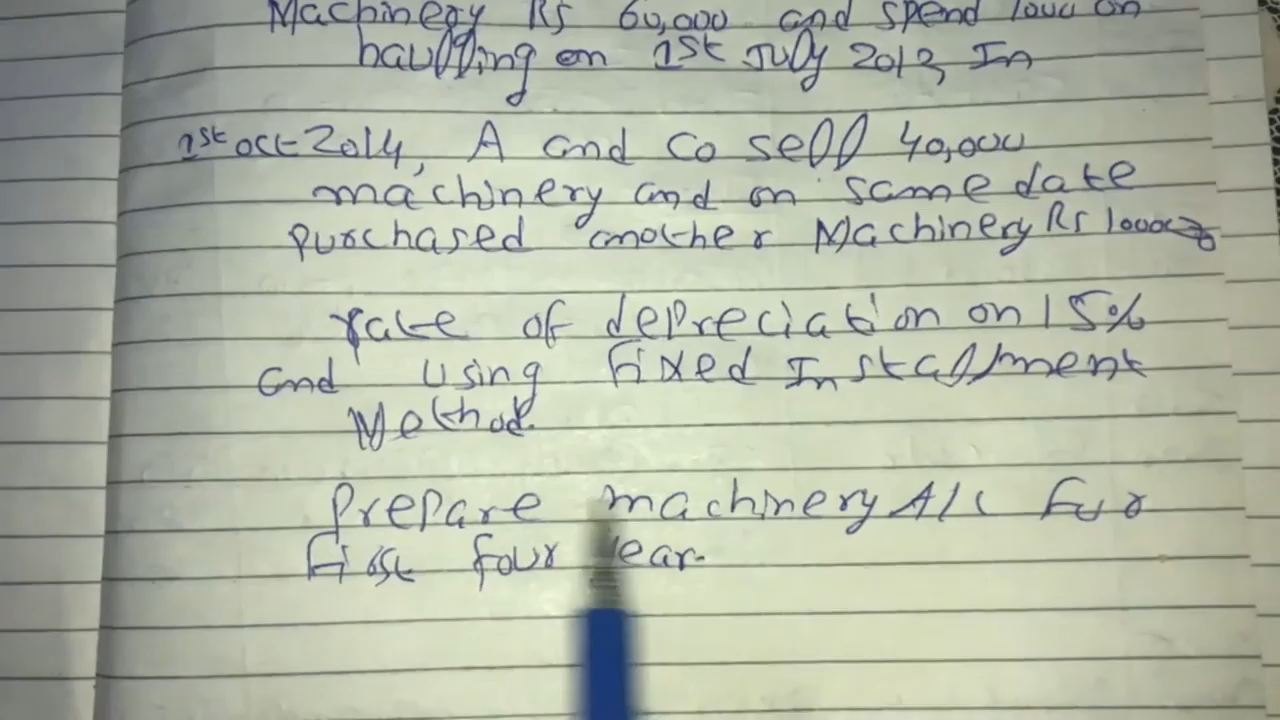 Machinery Rs 60,000 and spend 1000 on
haulling on 1st July 2013, In
1st oct 2014, A and Co sell 40,000
machinery and on same date
purchased another Machinery Rs 10000
rate of depreciation on 15%
and using Fixed Installment
Method.
prepare machinery A/c For
First four year.